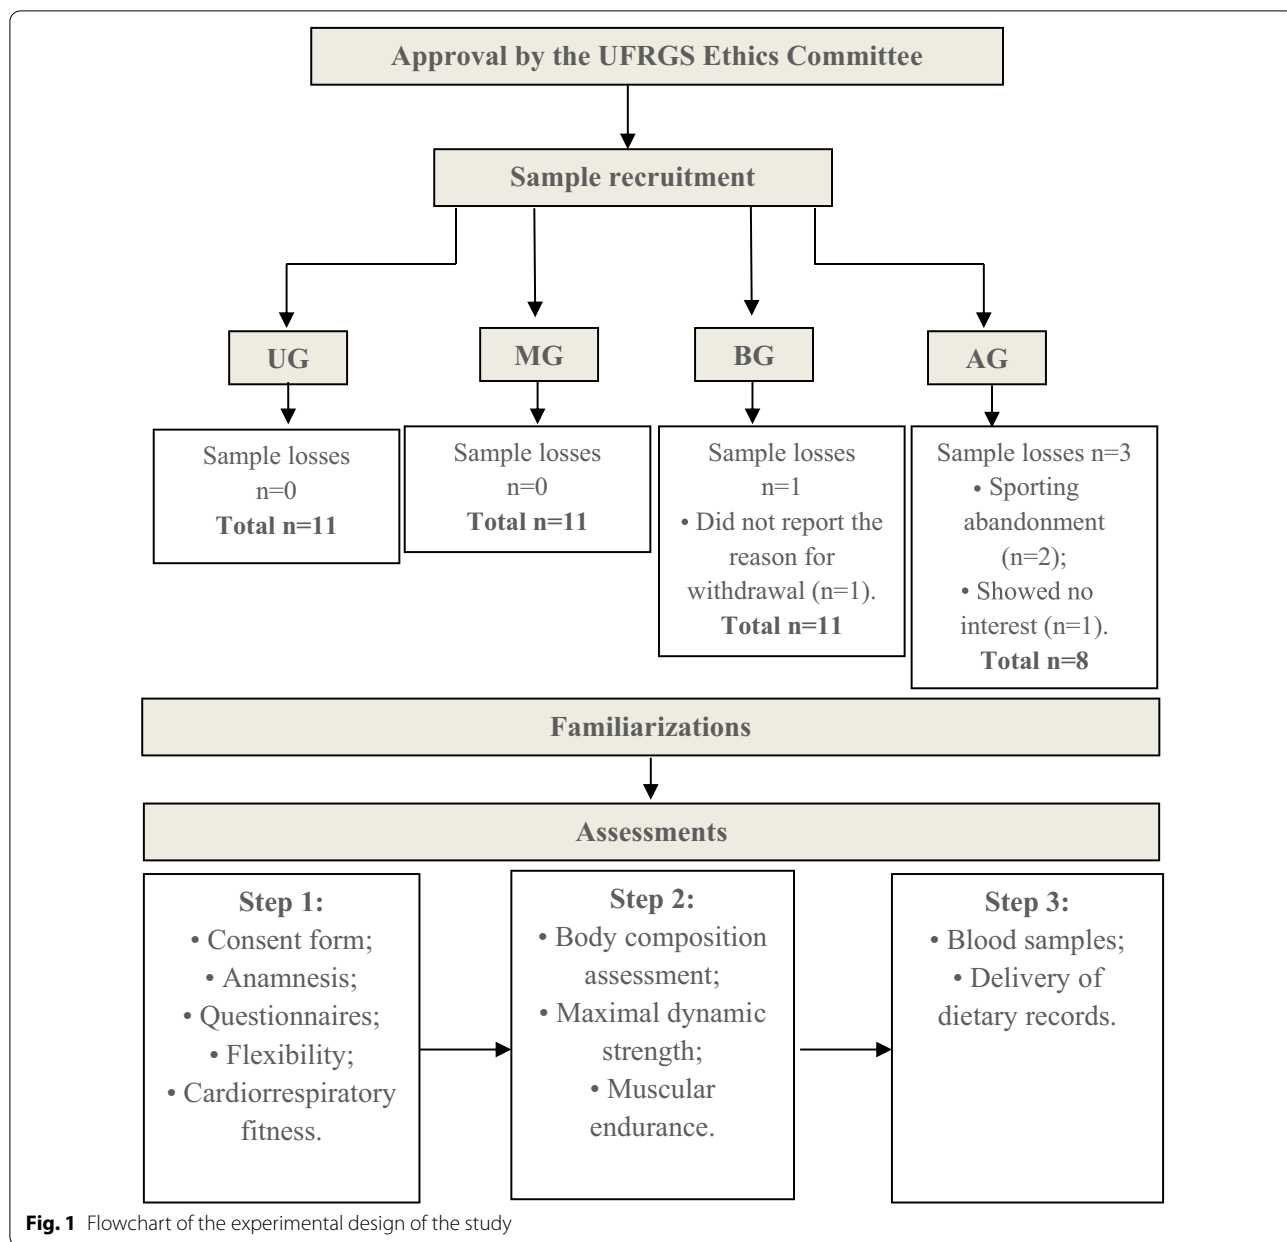 Approval by the UFRGS Ethics Committee
Sample recruitment
UG
MG
BG
AG
Sample losses
n=0
Total n=11
Sample losses
n=0
Total n=11
Sample losses
n=1
• Did not report the
reason for
withdrawal (n=1).
Total n=11
Sample losses n=3
• Sporting
abandonment
(n=2);
• Showed no
interest (n=1).
Total n=8
Familiarizations
Assessments
Step 1:
• Consent form;
• Anamnesis;
• Questionnaires;
• Flexibility;
• Cardiorrespiratory
fitness.
Step 2:
• Body composition
assessment;
• Maximal dynamic
strength;
• Muscular
endurance.
Step 3:
• Blood samples;
• Delivery of
dietary records.
Fig. 1 Flowchart of the experimental design of the study